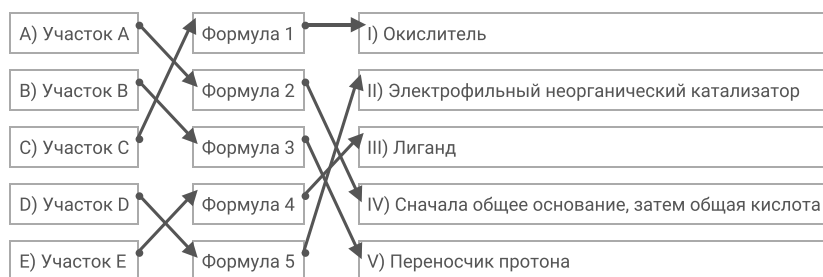 A) Участок A Формула 1 I) Окислитель
B) Участок B Формула 2 II) Электрофильный неорганический катализатор
C) Участок C Формула 3 III) Лиганд
D) Участок D Формула 4 IV) Сначала общее основание, затем общая кислота
E) Участок E Формула 5 V) Переносчик протона